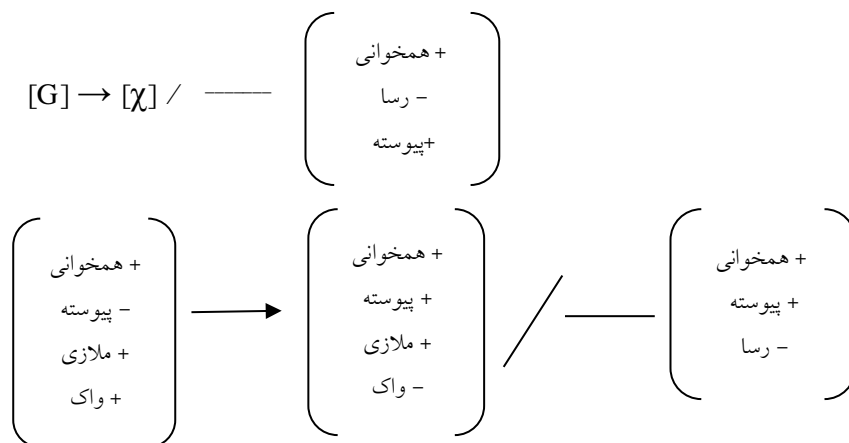 [G] → [χ] /
+ همخوانی
– رسا
+پیوسته
+ همخوانی
– پیوسته
+ ملازی
+ واک
+ همخوانی
+ پیوسته
+ ملازی
– واک
+ همخوانی
+ پیوسته
– رسا